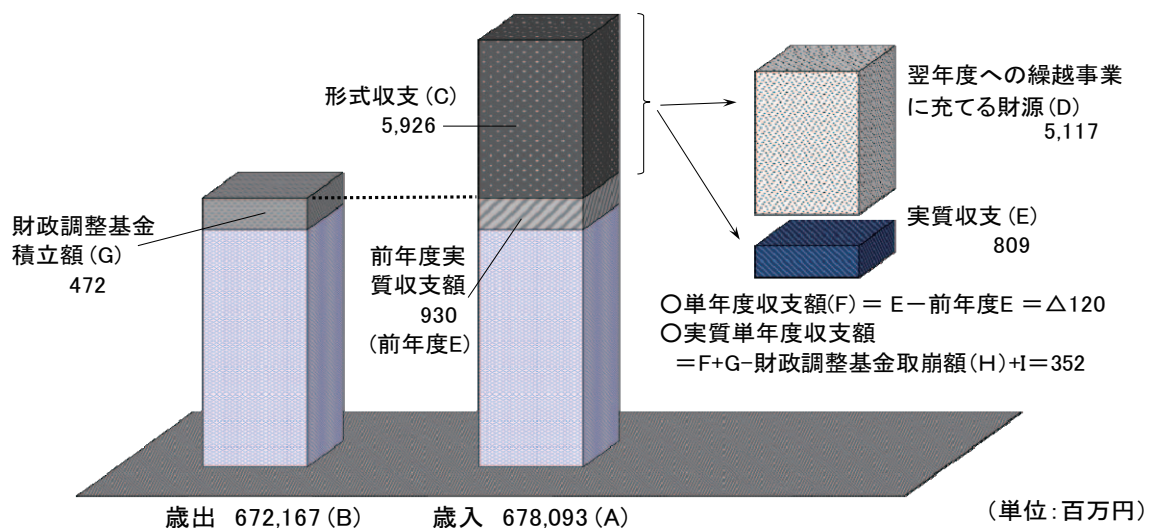 形式収支(C)
5,926
翌年度への繰越事業
に充てる財源(D)
5,117
財政調整基金
積立額(G)
472
前年度実
質収支額
930
(前年度E)
実質収支(E)
809
○単年度収支額(F)= E－前年度E =△120
○実質単年度収支額
=F+G-財政調整基金取崩額(H)+I=352
歳出 672,167(B)
歳入 678,093(A)
(単位:百万円)